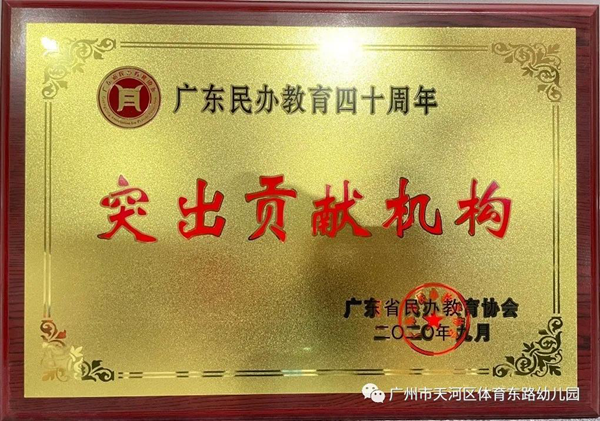 广东民办教育四十周年
突出贡献机构
广东省民办教育协会
二〇二〇年九月
广州市天河区体育东路幼儿园